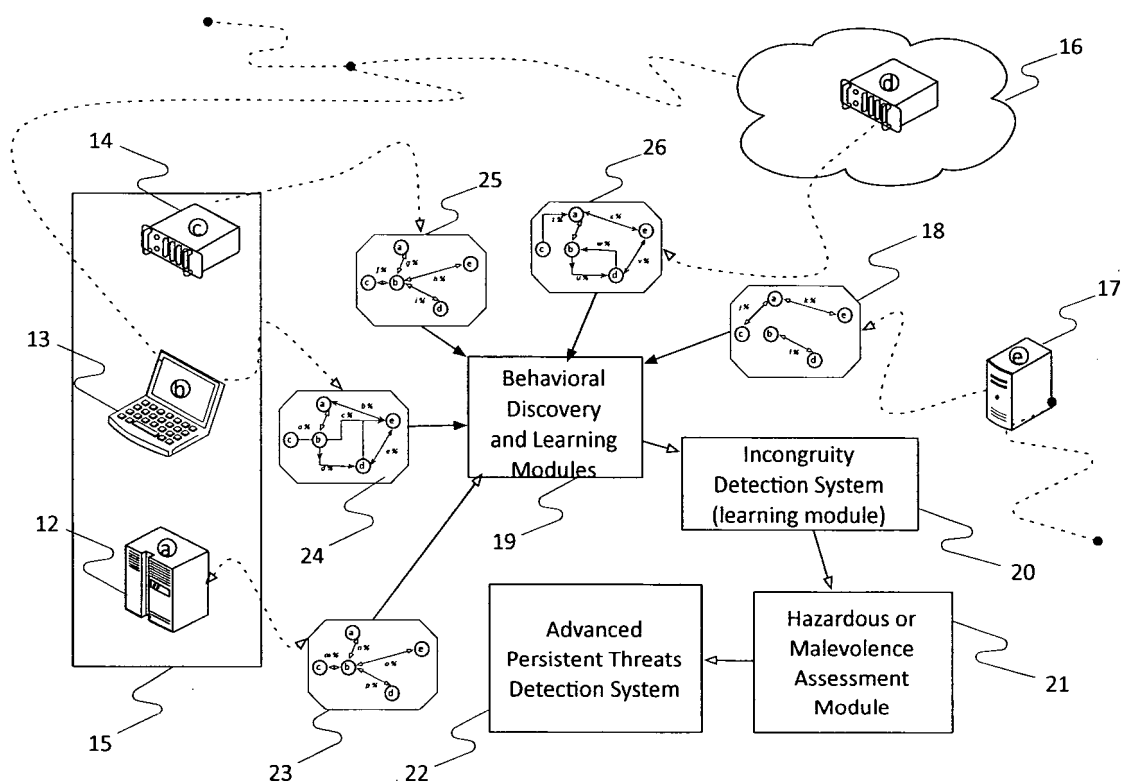 16
d
14
26
25
c
i %
a
s %
e
c
b
w %
v %
u %
d
18
a
g %
f %
e
c
b
h %
i %
d
17
j %
a
k %
e
c
b
l %
d
e
13
b
Behavioral
Discovery
and Learning
Modules
a
b %
c %
a %
e
c
b
d %
e %
d
Incongruity
Detection System
(learning module)
12
a
24
19
20
Advanced
Persistent Threats
Detection System
Hazardous or
Malevolence
Assessment
Module
a
n %
m %
e
c
b
o %
p %
d
21
15
23
22